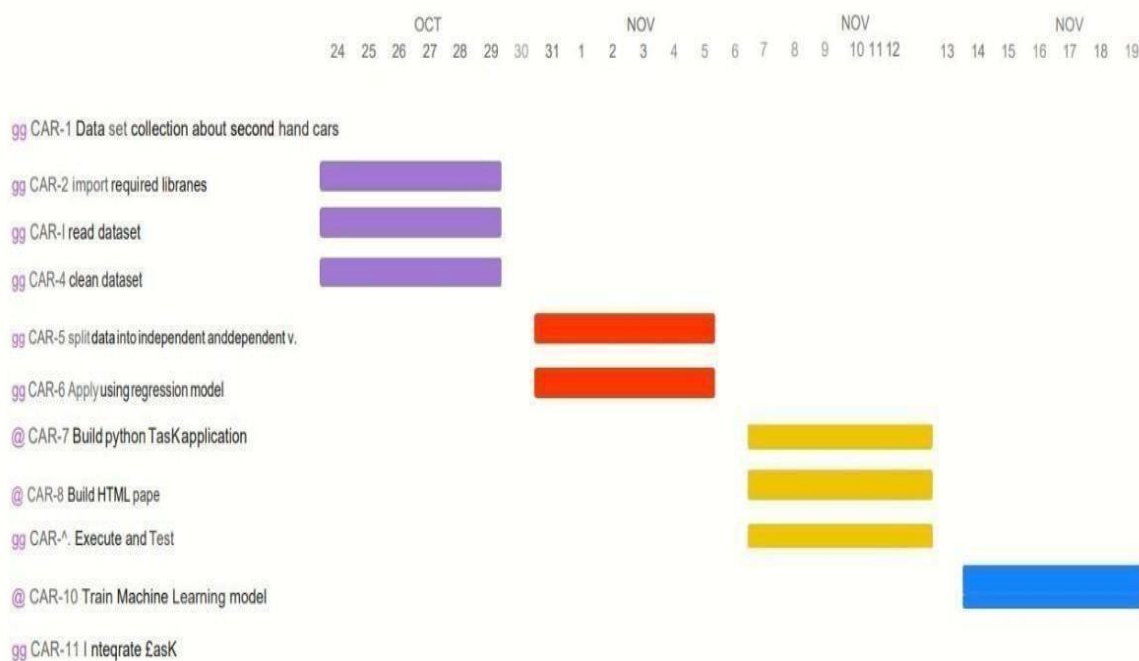 OCT NOV NOV NOV
24 25 26 27 28 29 30 31 1 2 3 4 5 6 7 8 9 10 11 12 13 14 15 16 17 18 19
gg CAR-1 Data set collection about second hand cars
gg CAR-2 import required libranes
gg CAR-I read dataset
gg CAR-4 clean dataset
gg CAR-5 split data into independent anddependent v.
gg CAR-6 Apply using regression model
@ CAR-7 Build python TasKapplication
@ CAR-8 Build HTML pape
gg CAR-^. Execute and Test
@ CAR-10 Train Machine Learning model
gg CAR-11 I nteqrate £asK